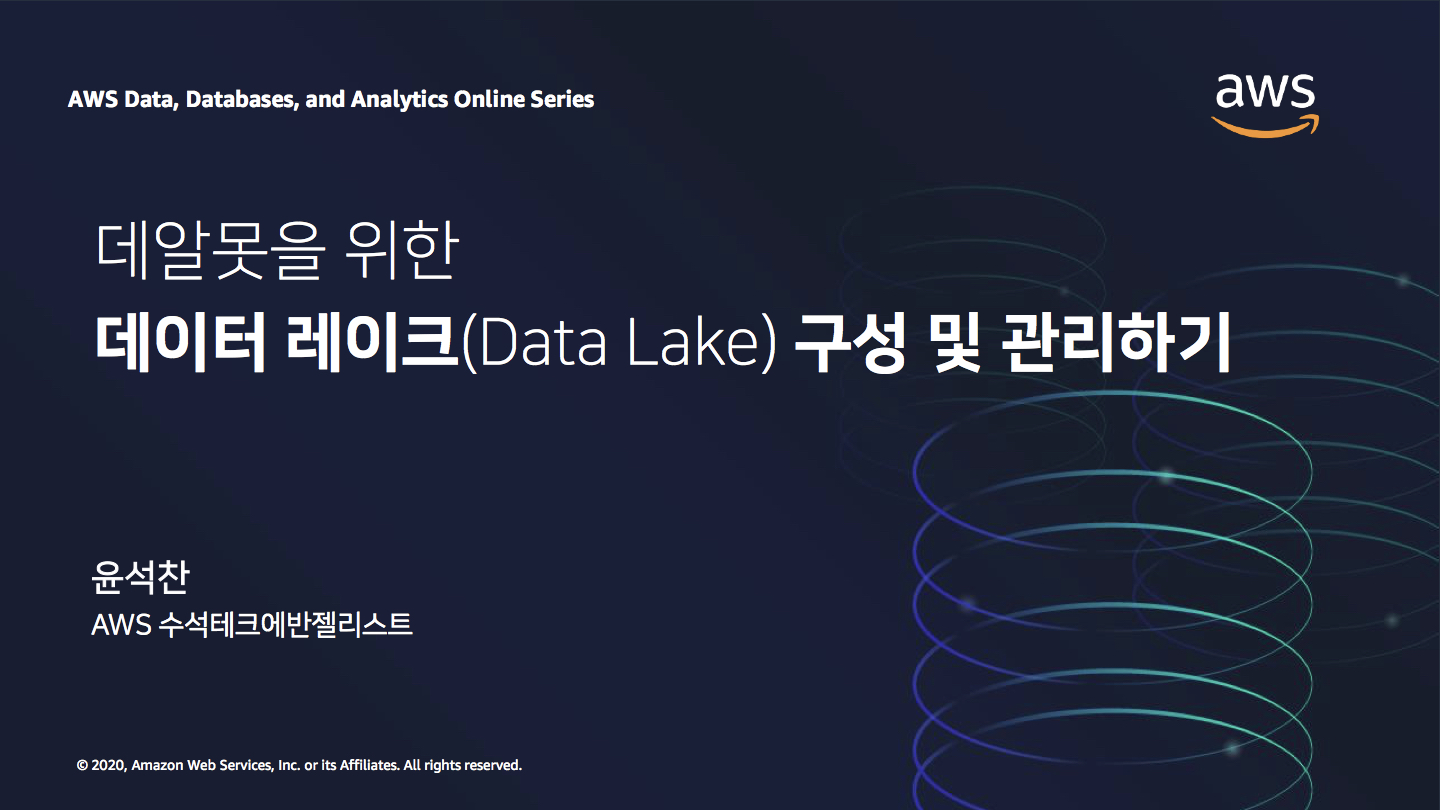 AWS Data, Databases, and Analytics Online Series
aws
데알못을 위한
데이터 레이크(Data Lake) 구성 및 관리하기
윤석찬
AWS 수석테크에반젤리스트
© 2020, Amazon Web Services, Inc. or its Affiliates. All rights reserved.